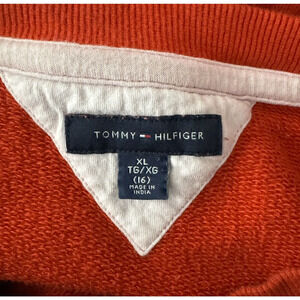 TOMMY HILFIGER
XL
TG/XG
(16)
MADE IN
INDIA